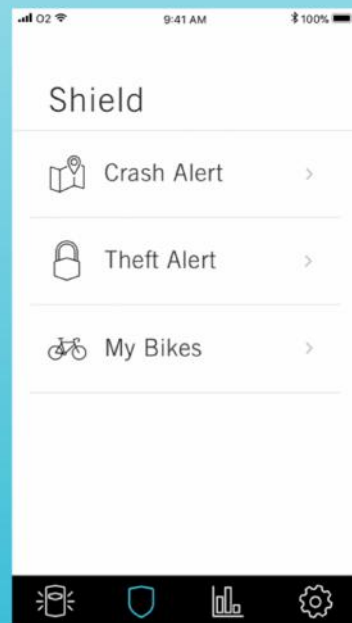 O2 9:41 AM 100%
Shield
Crash Alert
Theft Alert
My Bikes